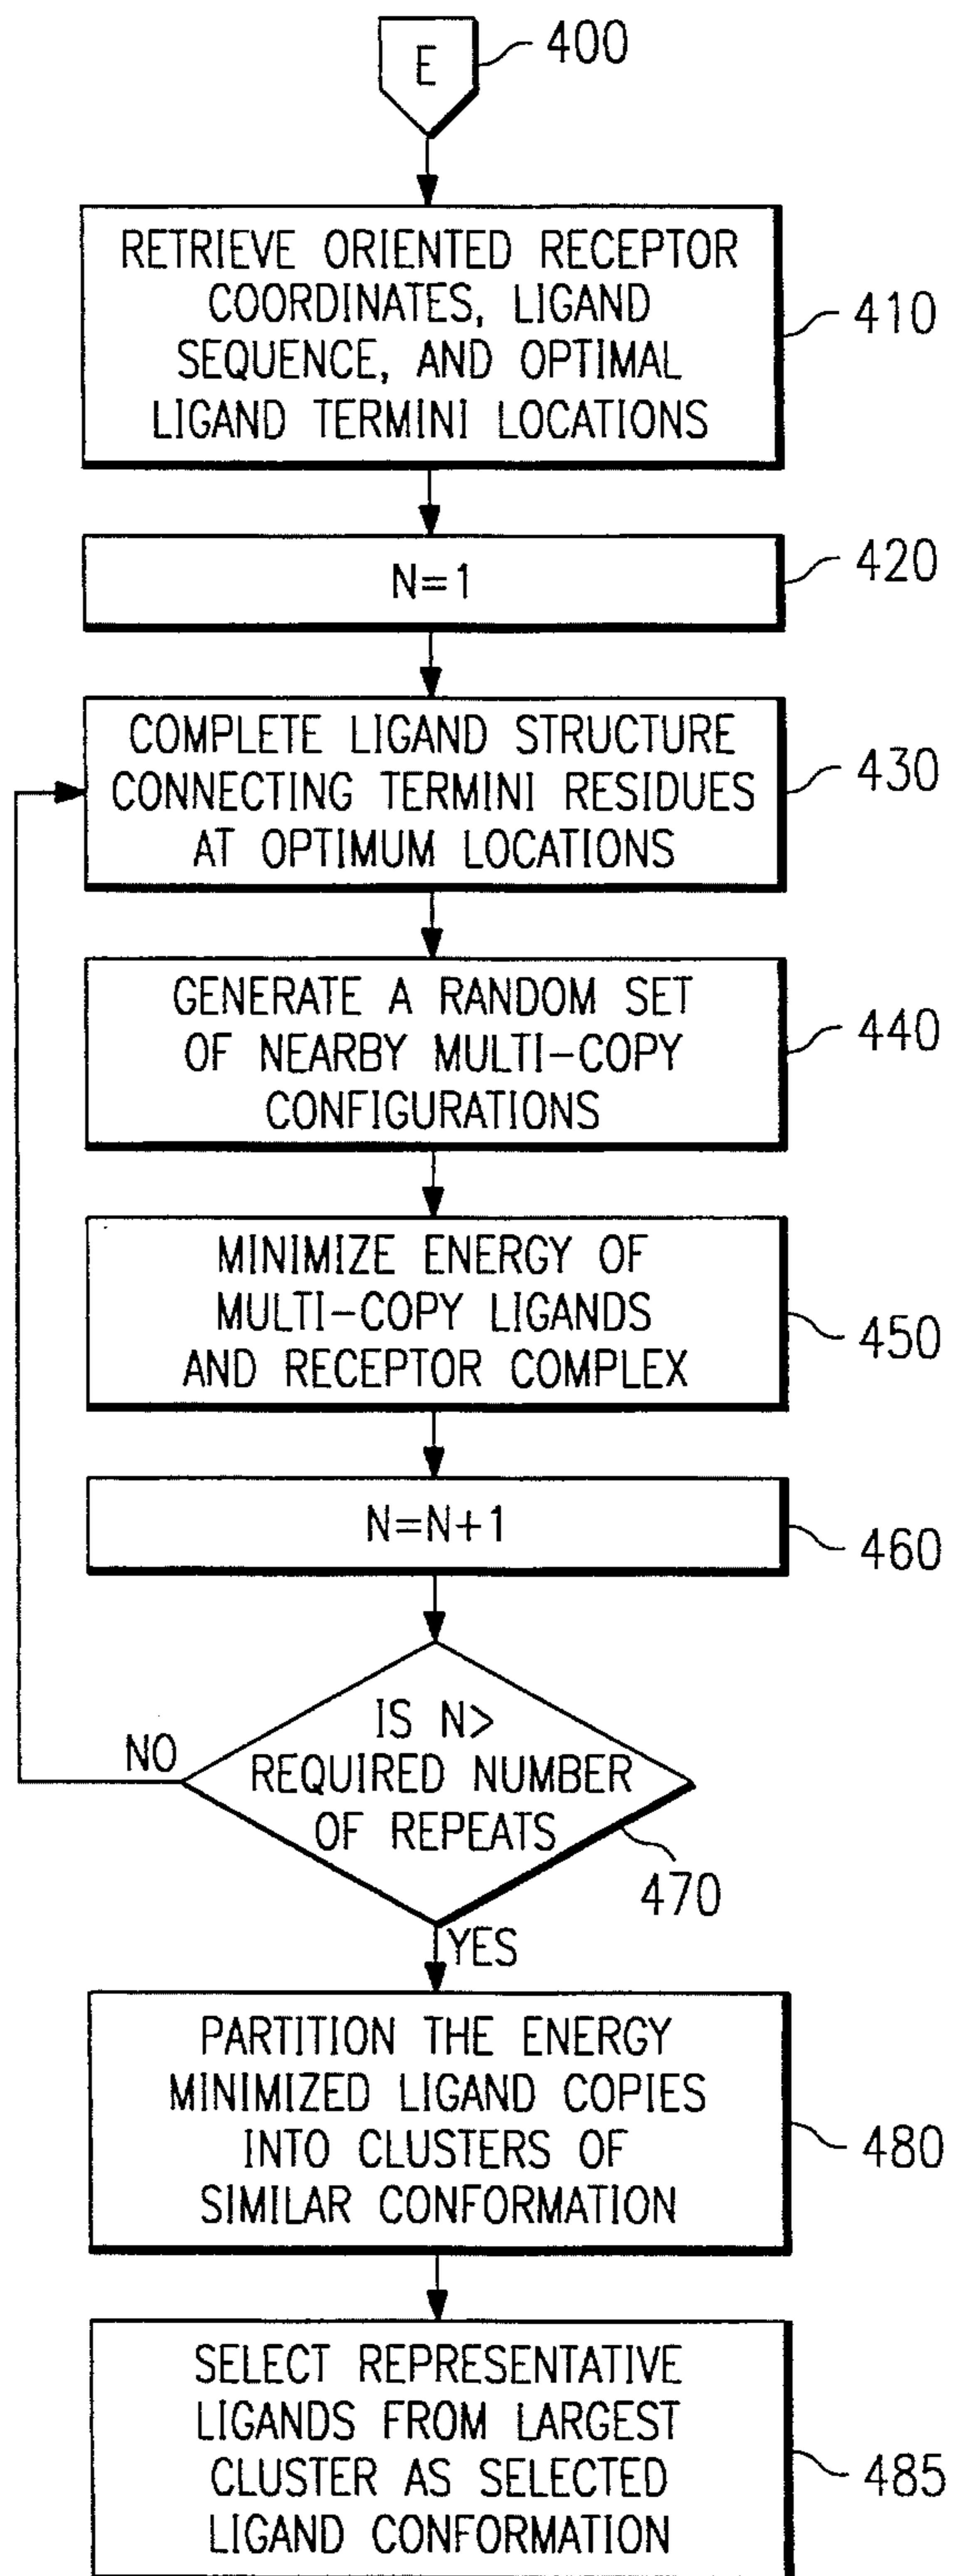 E
400
RETRIEVE ORIENTED RECEPTOR
COORDINATES, LIGAND
SEQUENCE, AND OPTIMAL
LIGAND TERMINI LOCATIONS
410
N=1
420
COMPLETE LIGAND STRUCTURE
CONNECTING TERMINI RESIDUES
AT OPTIMUM LOCATIONS
430
GENERATE A RANDOM SET
OF NEARBY MULTI-COPY
CONFIGURATIONS
440
MINIMIZE ENERGY OF
MULTI-COPY LIGANDS
AND RECEPTOR COMPLEX
450
N=N+1
460
IS N>
REQUIRED NUMBER
OF REPEATS
NO
470
YES
PARTITION THE ENERGY
MINIMIZED LIGAND COPIES
INTO CLUSTERS OF
SIMILAR CONFORMATION
480
SELECT REPRESENTATIVE
LIGANDS FROM LARGEST
CLUSTER AS SELECTED
LIGAND CONFORMATION
485